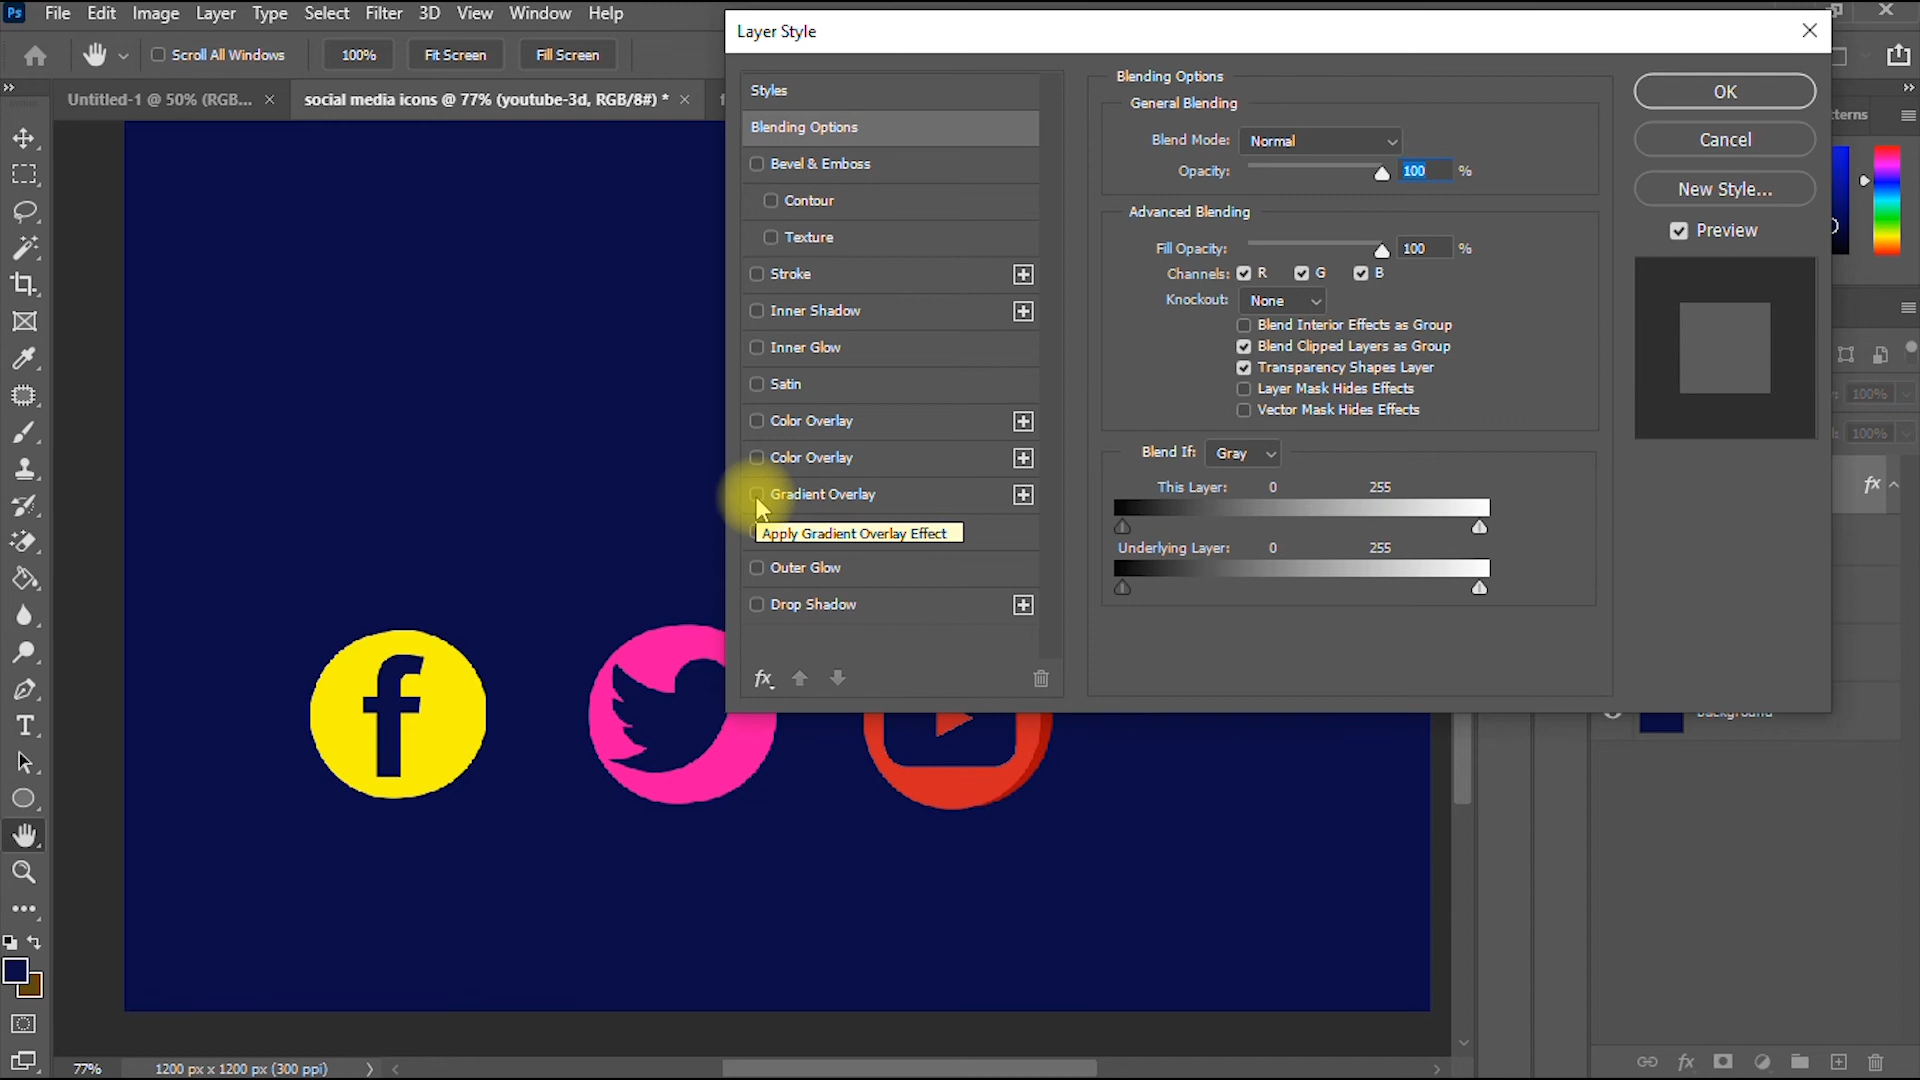 Ps File Edit Image Layer Type Select Filter 3D View Window Help
Scroll All Windows 100% Fit Screen Fill Screen
Untitled-1 @ 50% (RGB... × social media icons @ 77% (youtube-3d, RGB/8#) * ×
Layer Style
Styles
Blending Options
Bevel & Emboss
Contour
Texture
Stroke
Inner Shadow
Inner Glow
Satin
Color Overlay
Color Overlay
Gradient Overlay
Apply Gradient Overlay Effect
Outer Glow
Drop Shadow
fx
Blending Options
General Blending
Blend Mode: Normal
Opacity: 100 %
Advanced Blending
Fill Opacity: 100 %
Channels: R G B
Knockout: None
Blend Interior Effects as Group
Blend Clipped Layers as Group
Transparency Shapes Layer
Layer Mask Hides Effects
Vector Mask Hides Effects
Blend If: Gray
This Layer: 0 255
Underlying Layer: 0 255
OK
Cancel
New Style...
Preview
terns
100%
100%
fx
Background
f
T
77% 1200 px x 1200 px (300 ppi)
fx